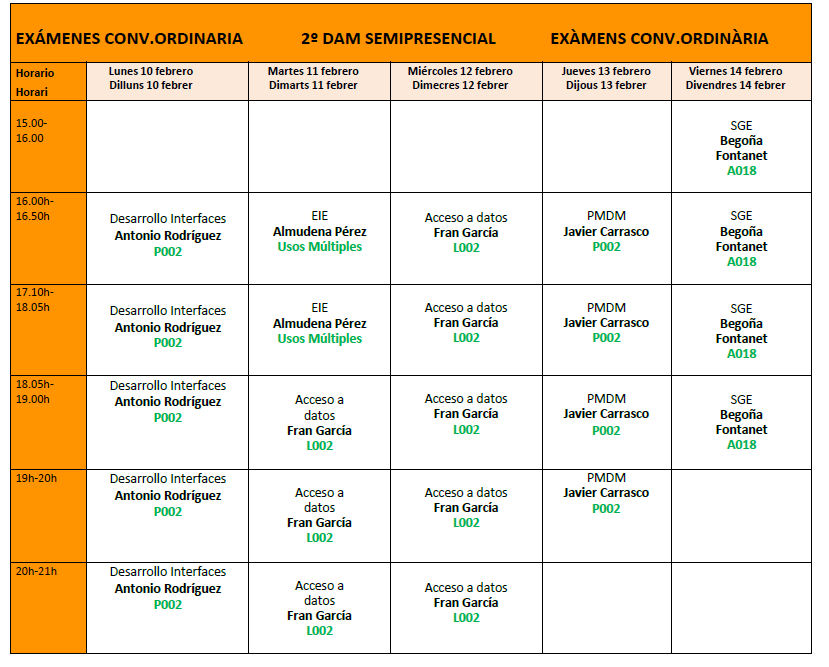 EXÁMENES CONV.ORDINARIA 2º DAM SEMIPRESENCIAL EXÀMENS CONV.ORDINÀRIA
Horario
Horari
Lunes 10 febrero
Dilluns 10 febrer
Martes 11 febrero
Dimarts 11 febrer
Miércoles 12 febrero
Dimecres 12 febrer
Jueves 13 febrero
Dijous 13 febrer
Viernes 14 febrero
Divendres 14 febrer
15.00-
16.00
SGE
Begoña
Fontanet
A018
16.00h-
16.50h
Desarrollo Interfaces
Antonio Rodríguez
P002
EIE
Almudena Pérez
Usos Múltiples
Acceso a datos
Fran García
L002
PMDM
Javier Carrasco
P002
SGE
Begoña
Fontanet
A018
17.10h-
18.05h
Desarrollo Interfaces
Antonio Rodríguez
P002
EIE
Almudena Pérez
Usos Múltiples
Acceso a datos
Fran García
L002
PMDM
Javier Carrasco
P002
SGE
Begoña
Fontanet
A018
18.05h-
19.00h
Desarrollo Interfaces
Antonio Rodríguez
P002
Acceso a
datos
Fran García
L002
Acceso a datos
Fran García
L002
PMDM
Javier Carrasco
P002
SGE
Begoña
Fontanet
A018
19h-20h
Desarrollo Interfaces
Antonio Rodríguez
P002
Acceso a
datos
Fran García
L002
Acceso a datos
Fran García
L002
PMDM
Javier Carrasco
P002
20h-21h
Desarrollo Interfaces
Antonio Rodríguez
P002
Acceso a
datos
Fran García
L002
Acceso a datos
Fran García
L002